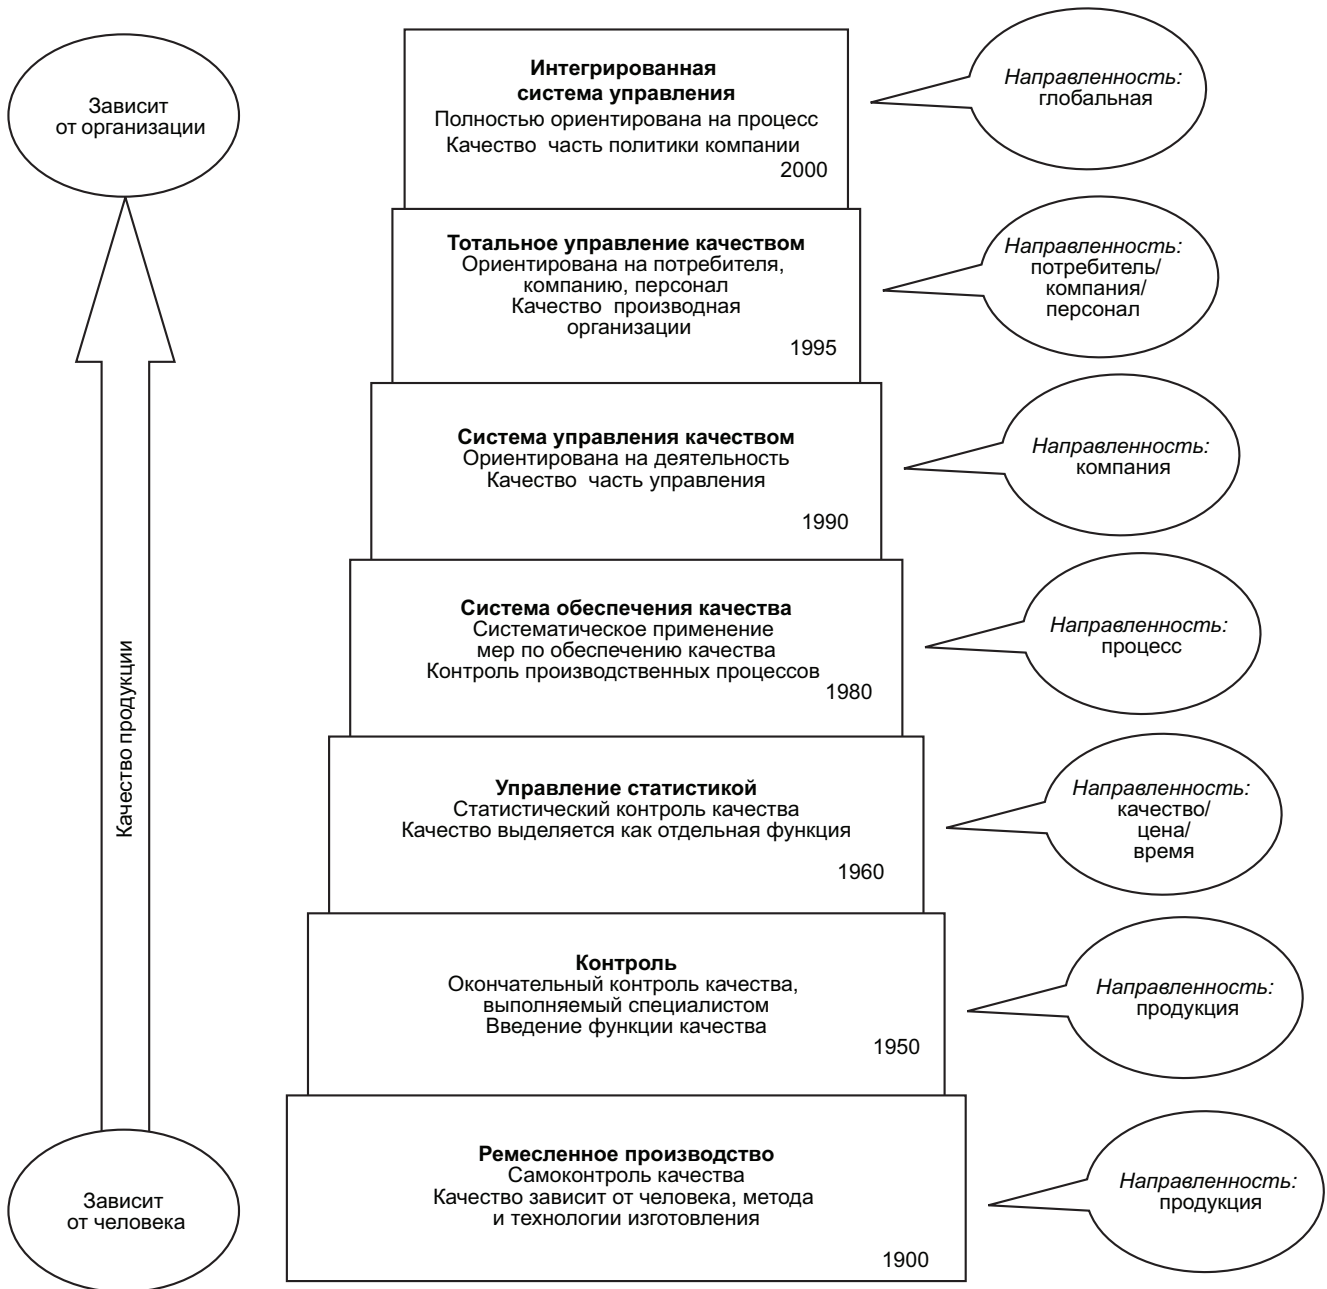 Зависит
от организации
Интегрированная
система управления
Полностью ориентирована на процесс
Качество часть политики компании
2000
Направленность:
глобальная
Тотальное управление качеством
Ориентирована на потребителя,
компанию, персонал
Качество производная
организации
1995
Направленность:
потребитель/
компания/
персонал
Система управления качеством
Ориентирована на деятельность
Качество часть управления
1990
Направленность:
компания
Система обеспечения качества
Систематическое применение
мер по обеспечению качества
Контроль производственных процессов
1980
Направленность:
процесс
Качество продукции
Управление статистикой
Статистический контроль качества
Качество выделяется как отдельная функция
1960
Направленность:
качество/
цена/
время
Контроль
Окончательный контроль качества,
выполняемый специалистом
Введение функции качества
1950
Направленность:
продукция
Ремесленное производство
Самоконтроль качества
Качество зависит от человека, метода
и технологии изготовления
1900
Направленность:
продукция
Зависит
от человека